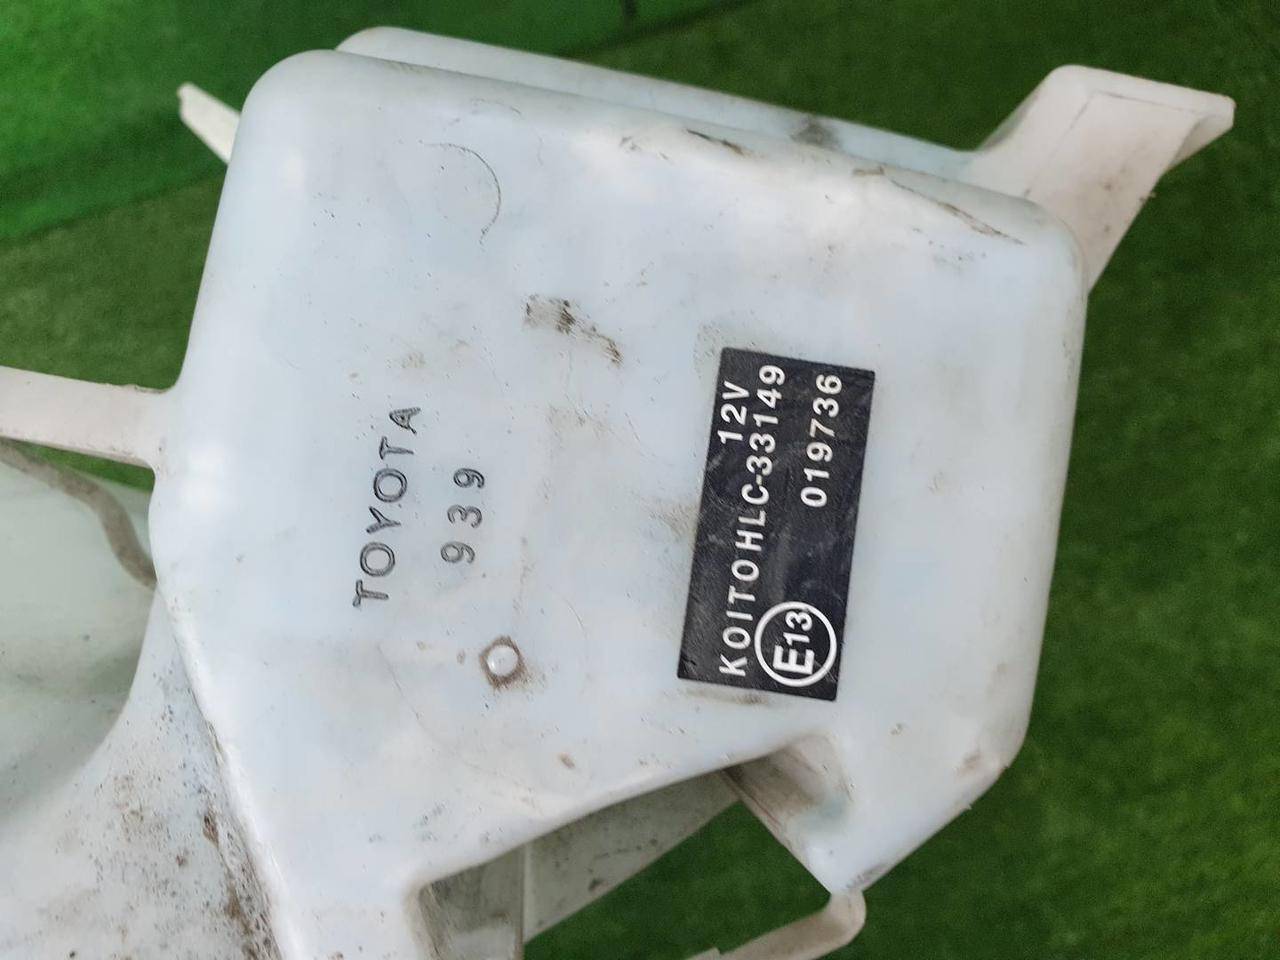 TOYOTA
939
12V
KOITO HLC-33149
E13 019736